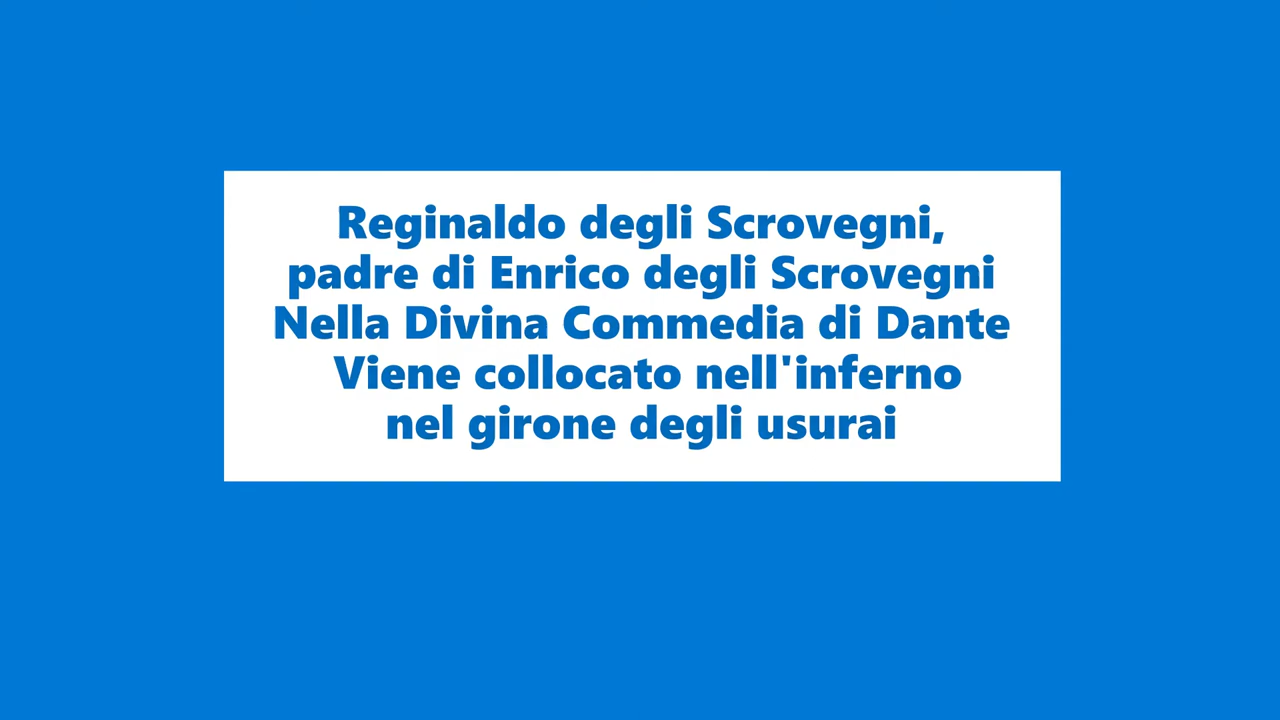 Reginaldo degli Scrovegni,
padre di Enrico degli Scrovegni
Nella Divina Commedia di Dante
Viene collocato nell'inferno
nel girone degli usurai